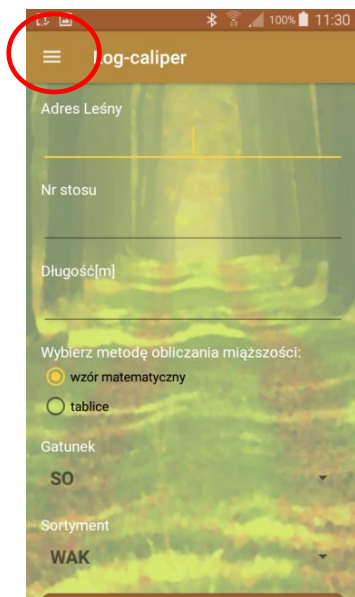 100% 11:30
Log-caliper
Adres Leśny
Nr stosu
Długość[m]
Wybierz metodę obliczania miąższości:
wzór matematyczny
tablice
Gatunek
SO
Sortyment
WAK